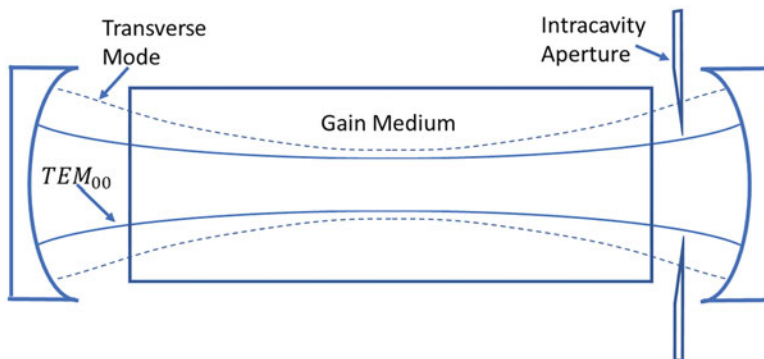 Transverse
Mode
Intracavity
Aperture
Gain Medium
TEM₀₀